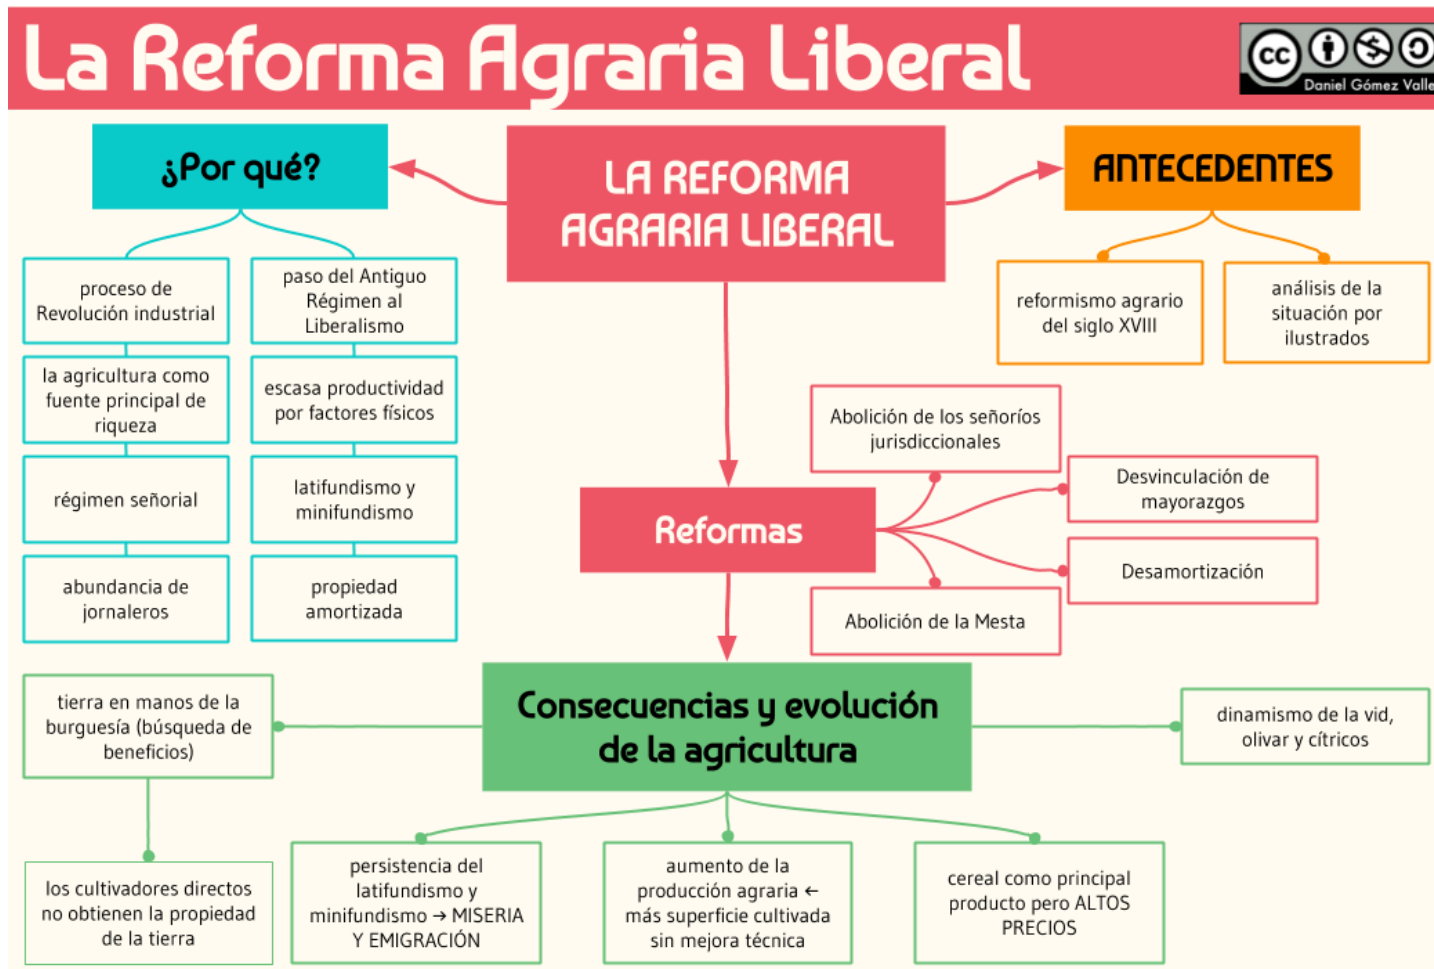 La Reforma Agraria Liberal
cc
Daniel Gómez Valle
¿Por qué?
LA REFORMA
AGRARIA LIBERAL
ANTECEDENTES
proceso de
Revolución industrial
la agricultura como
fuente principal de
riqueza
régimen señorial
abundancia de
jornaleros
paso del Antiguo
Régimen al
Liberalismo
escasa productividad
por factores físicos
latifundismo y
minifundismo
propiedad
amortizada
reformismo agrario
del siglo XVIII
análisis de la
situación por
ilustrados
Reformas
Abolición de los señoríos
jurisdiccionales
Desvinculación de
mayorazgos
Desamortización
Abolición de la Mesta
Consecuencias y evolución
de la agricultura
tierra en manos de la
burguesía (búsqueda de
beneficios)
los cultivadores directos
no obtienen la propiedad
de la tierra
persistencia del
latifundismo y
minifundismo → MISERIA
Y EMIGRACIÓN
aumento de la
producción agraria ←
más superficie cultivada
sin mejora técnica
cereal como principal
producto pero ALTOS
PRECIOS
dinamismo de la vid,
olivar y cítricos